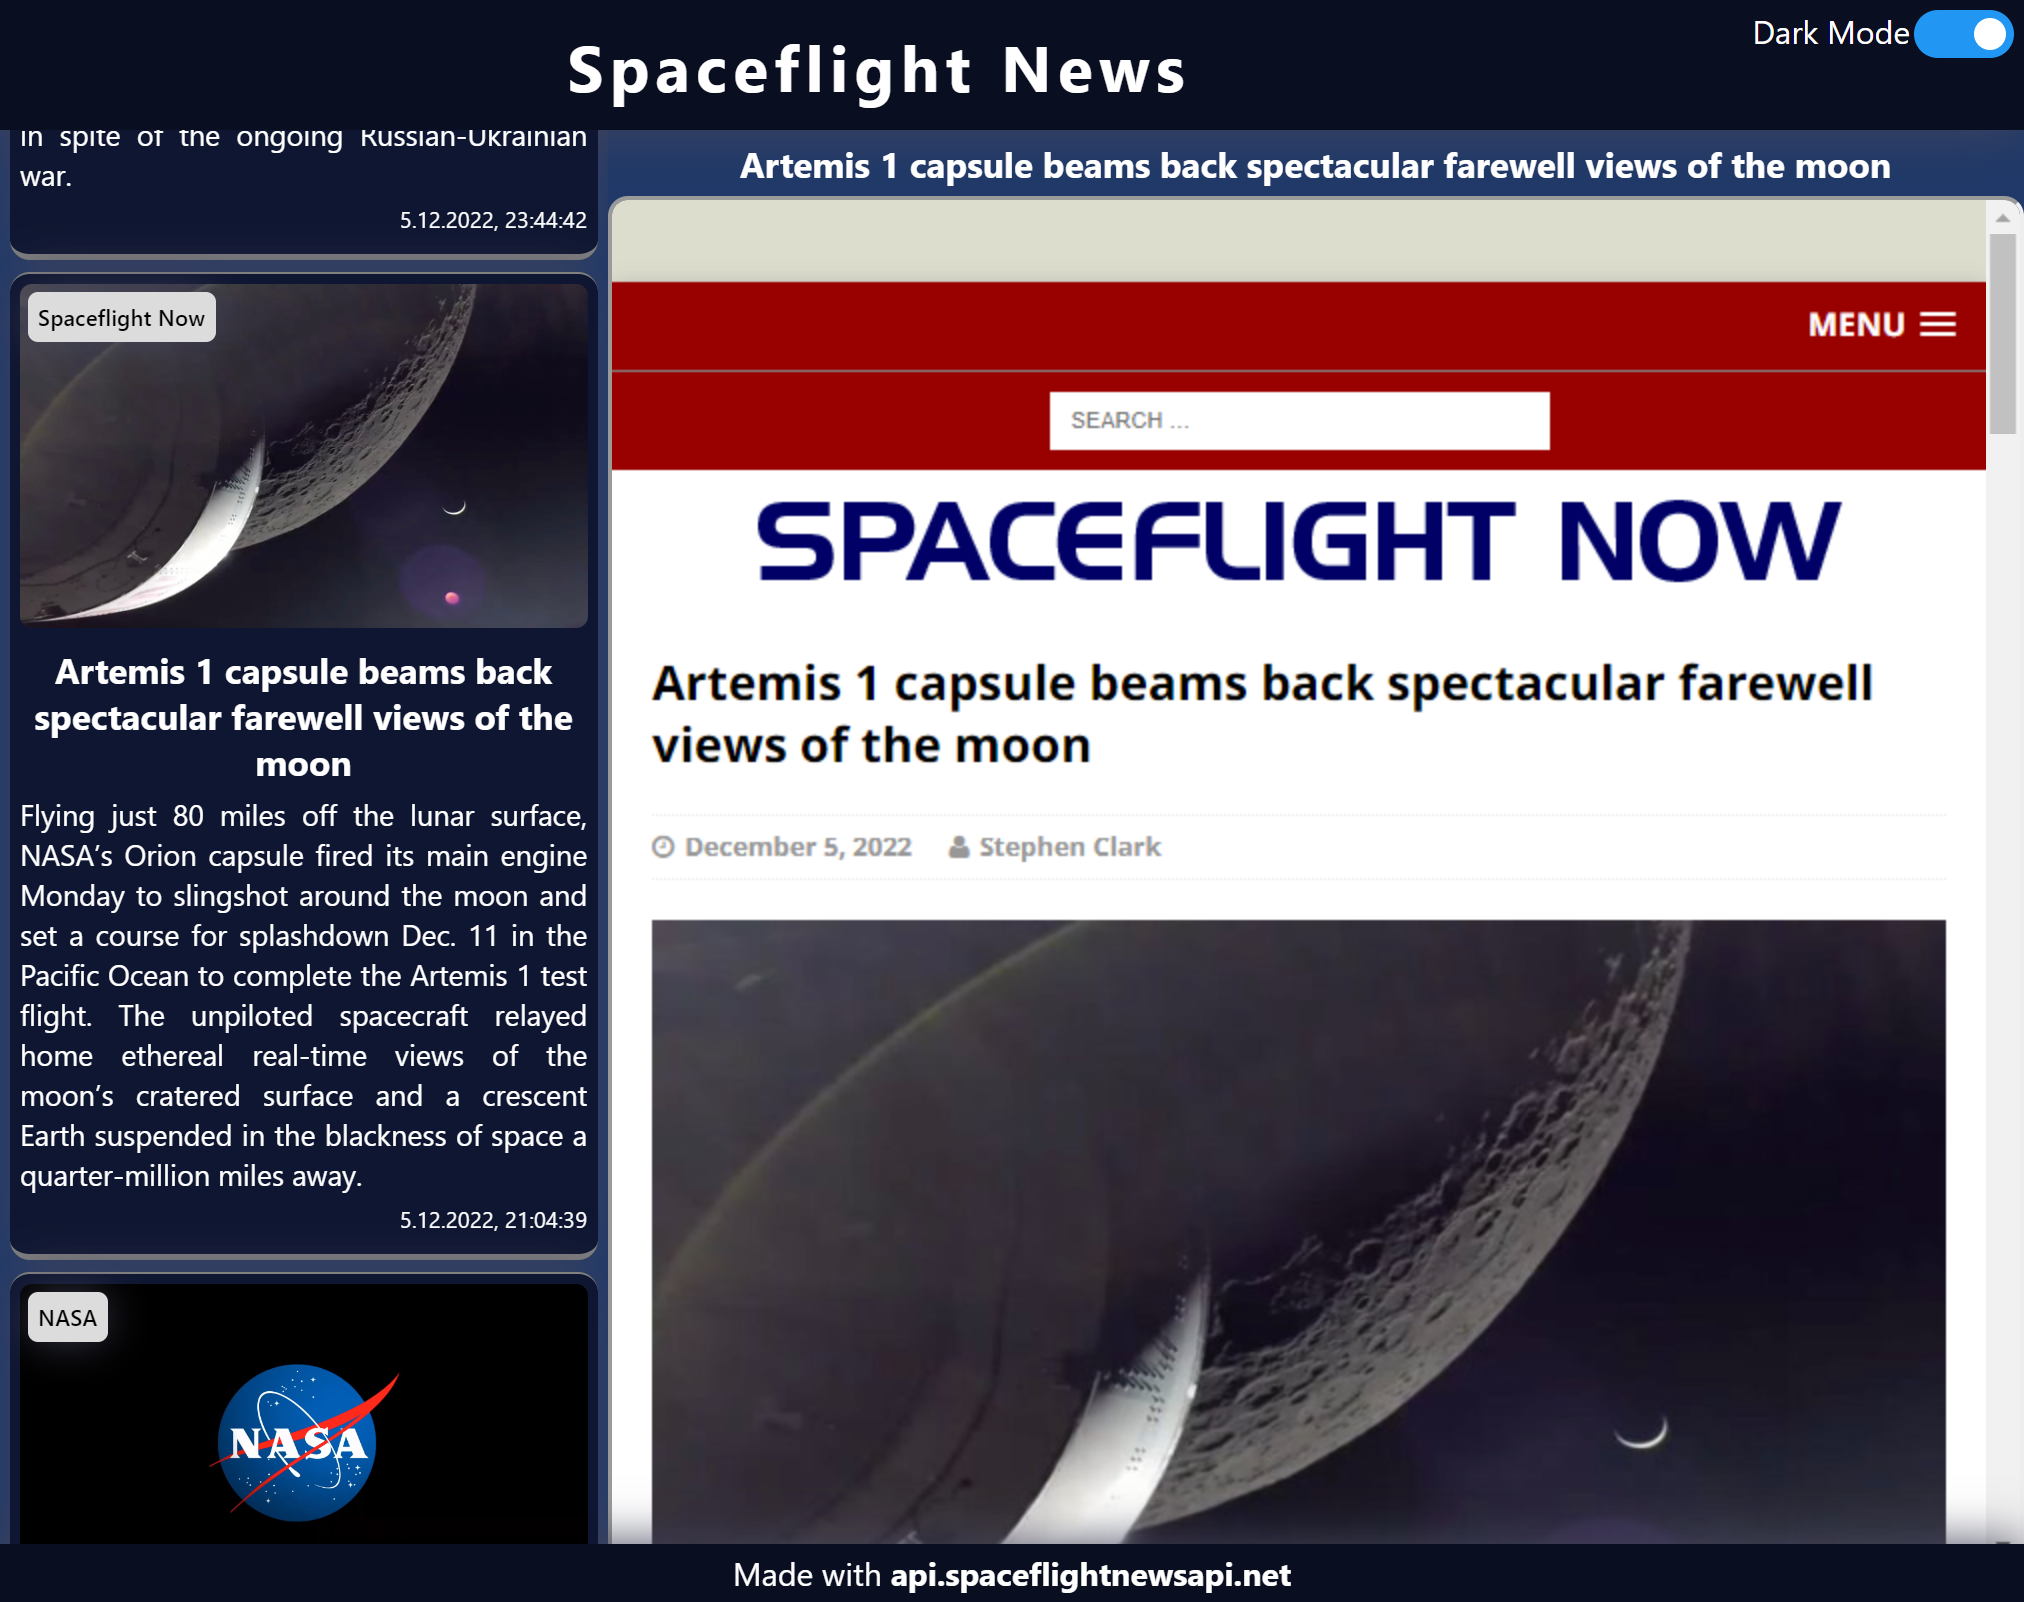 Spaceflight News
Dark Mode
in spite of the ongoing Russian-Ukrainian
war.
5.12.2022, 23:44:42
Spaceflight Now
Artemis 1 capsule beams back
spectacular farewell views of the
moon
Flying just 80 miles off the lunar surface,
NASA’s Orion capsule fired its main engine
Monday to slingshot around the moon and
set a course for splashdown Dec. 11 in the
Pacific Ocean to complete the Artemis 1 test
flight. The unpiloted spacecraft relayed
home ethereal real-time views of the
moon’s cratered surface and a crescent
Earth suspended in the blackness of space a
quarter-million miles away.
5.12.2022, 21:04:39
NASA
NASA
Artemis 1 capsule beams back spectacular farewell views of the moon
MENU
SEARCH ...
SPACEFLIGHT NOW
Artemis 1 capsule beams back spectacular farewell
views of the moon
December 5, 2022 Stephen Clark
Made with api.spaceflightnewsapi.net